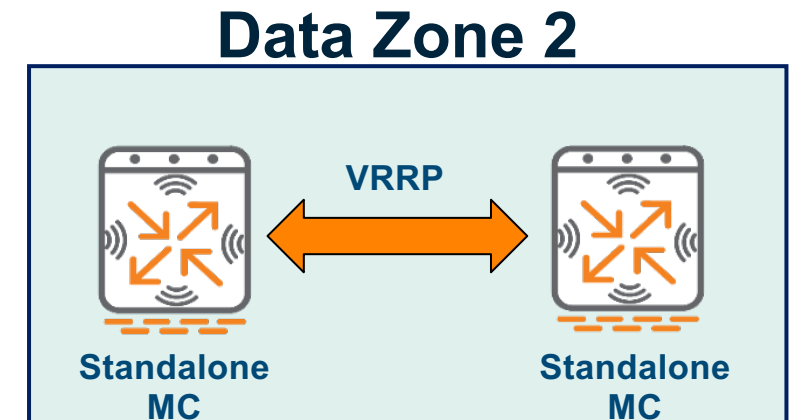 Data Zone 2
VRRP
Standalone
MC
Standalone
MC